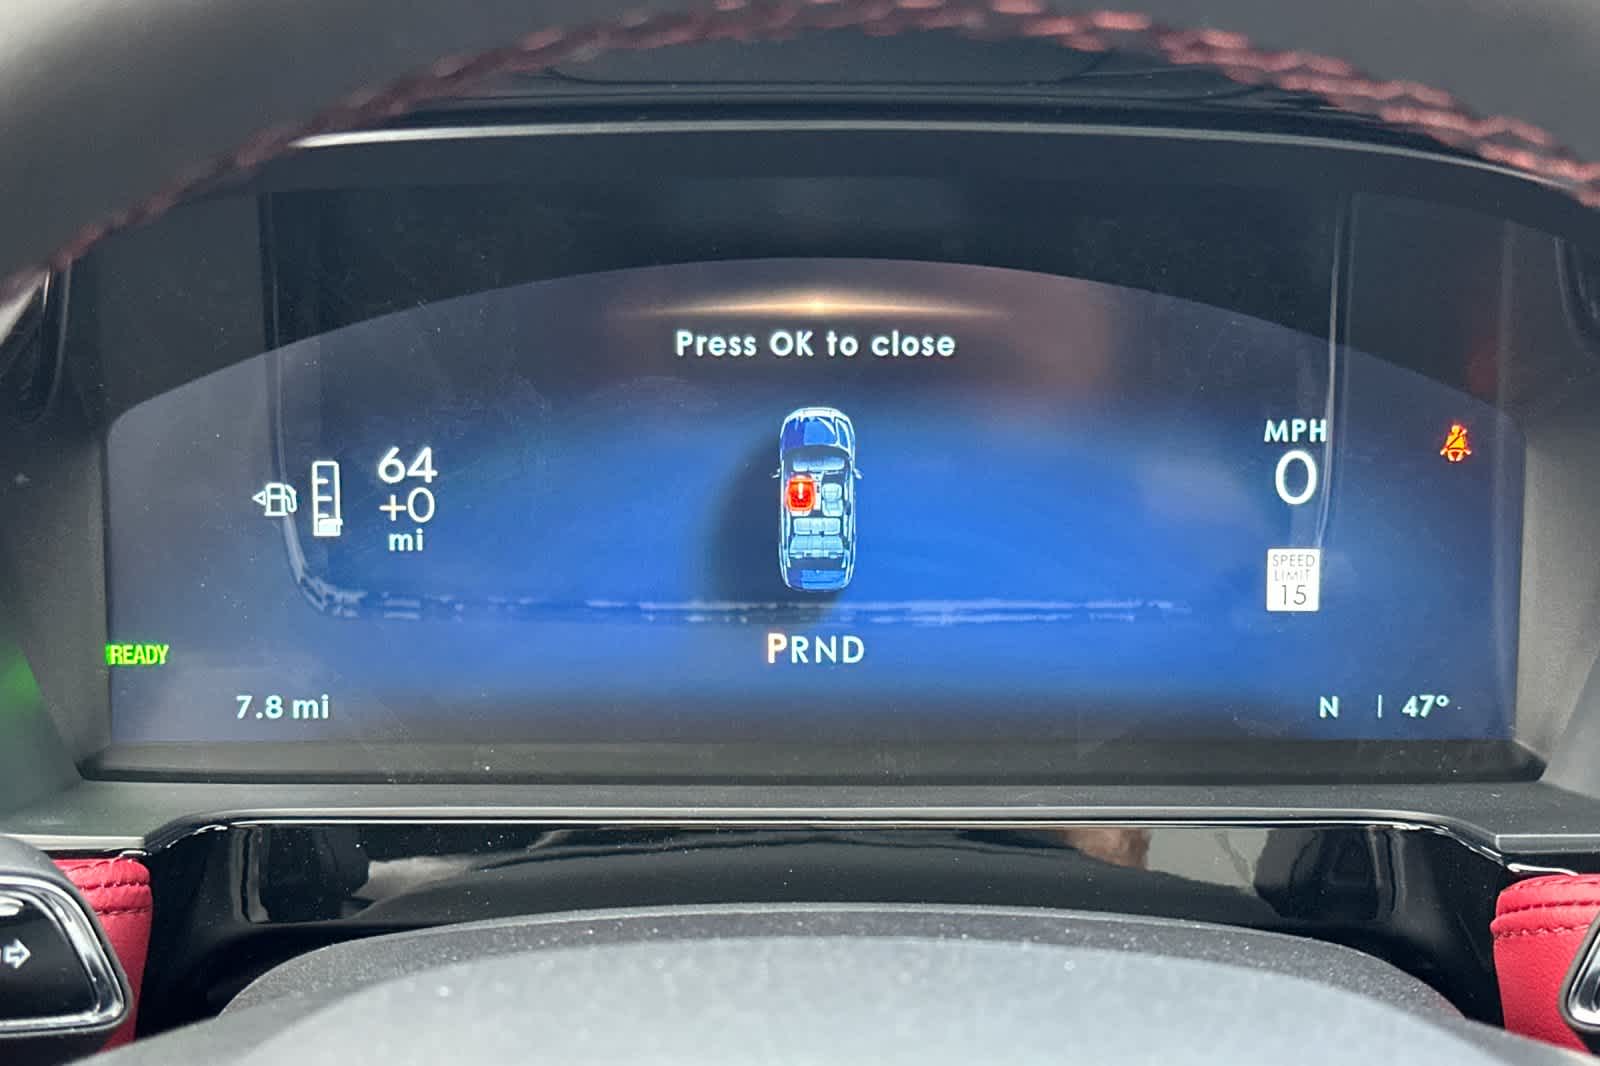 Press OK to close
64
+0
mi
MPH
0
SPEED
LIMIT
15
PRND
READY
7.8 mi
N | 47°